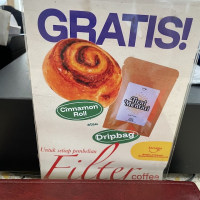 GRATIS!
Cinnamon
Roll
atau
Dripbag
Untuk setiap pembelian
Filter
coffee